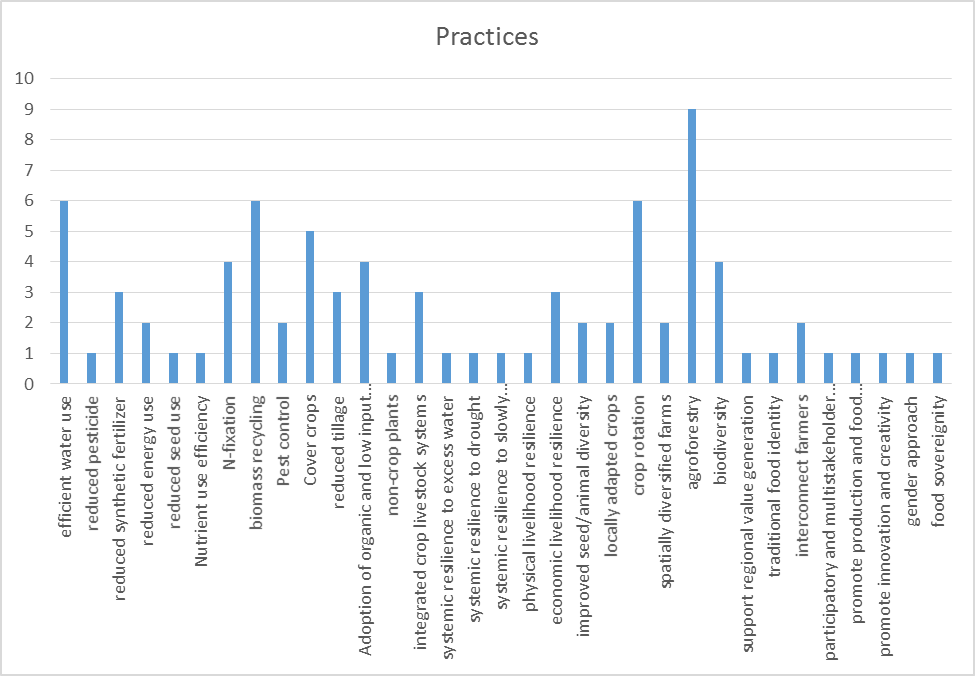 Practices
10
9
8
7
6
5
4
3
2
1
0
efficient water use
reduced pesticide
reduced synthetic fertilizer
reduced energy use
reduced seed use
Nutrient use efficiency
N-fixation
biomass recycling
Pest control
Cover crops
reduced tillage
Adoption of organic and low input...
non-crop plants
integrated crop livestock systems
systemic resilience to excess water
systemic resilience to drought
systemic resilience to slowly...
physical livelihood resilience
economic livelihood resilience
improved seed/animal diversity
locally adapted crops
crop rotation
spatially diversified farms
agroforestry
biodiversity
support regional value generation
traditional food identity
interconnect farmers
participatory and multistakeholder...
promote production and food...
promote innovation and creativity
gender approach
food sovereignity